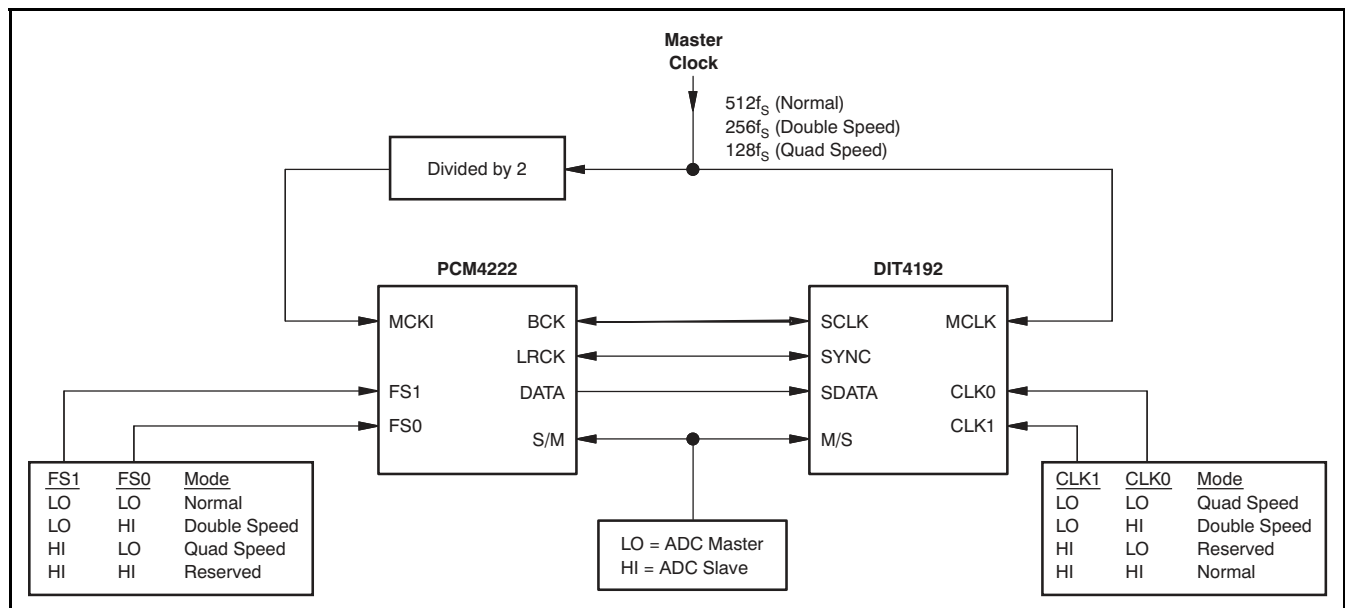 Master
Clock
512fS (Normal)
256fS (Double Speed)
128fS (Quad Speed)
Divided by 2
PCM4222
DIT4192
MCKI
BCK
SCLK
MCLK
LRCK
SYNC
FS1
DATA
SDATA
CLK0
FS0
CLK1
S/M
M/S
FS1 FS0 Mode
LO LO Normal
LO HI Double Speed
HI LO Quad Speed
HI HI Reserved
LO = ADC Master
HI = ADC Slave
CLK1 CLK0 Mode
LO LO Quad Speed
LO HI Double Speed
HI LO Reserved
HI HI Normal